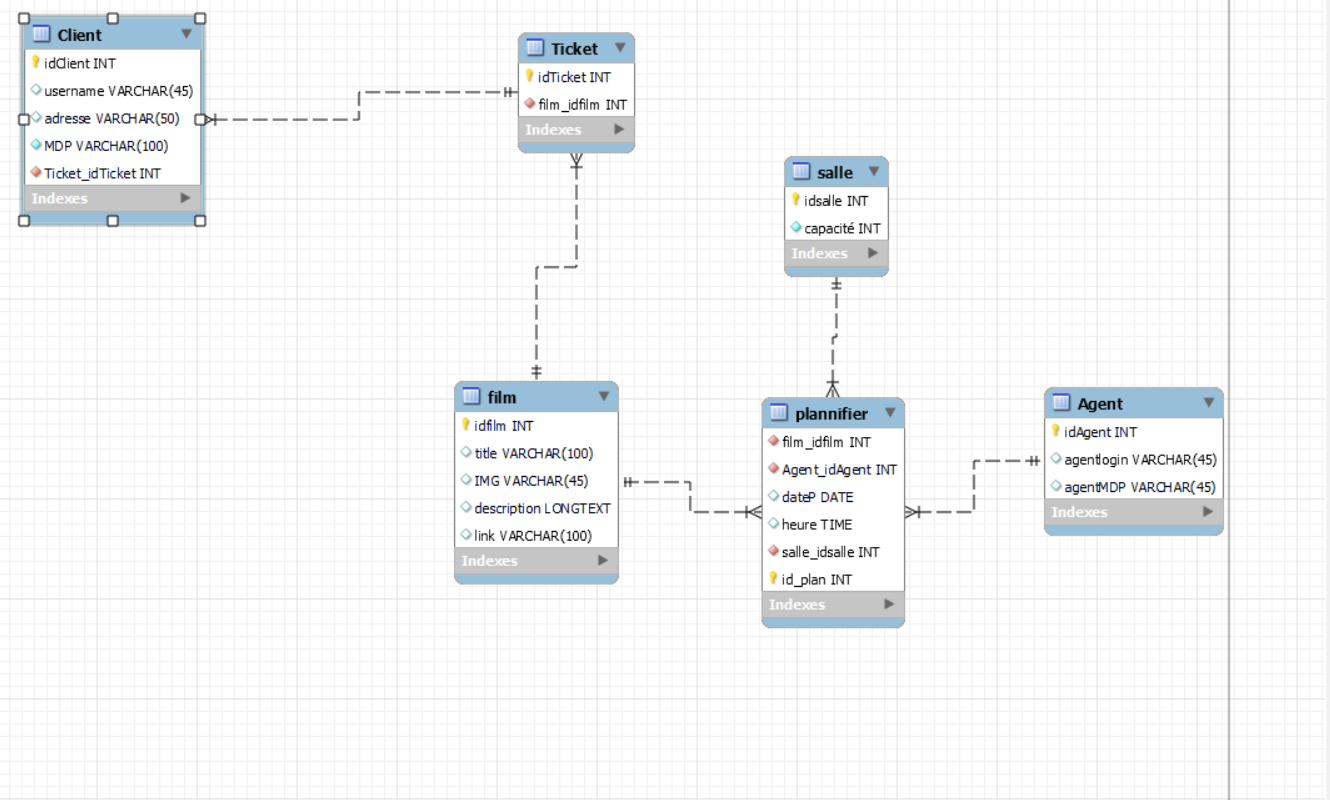 Client
idClient INT
username VARCHAR(45)
adresse VARCHAR(50)
MDP VARCHAR(100)
Ticket_idTicket INT
Indexes
Ticket
idTicket INT
film_idfilm INT
Indexes
salle
idsalle INT
capacité INT
Indexes
film
idfilm INT
title VARCHAR(100)
IMG VARCHAR(45)
description LONGTEXT
link VARCHAR(100)
Indexes
plannifier
film_idfilm INT
Agent_idAgent INT
dateP DATE
heure TIME
salle_idsalle INT
id_plan INT
Indexes
Agent
idAgent INT
agentlogin VARCHAR(45)
agentMDP VARCHAR(45)
Indexes